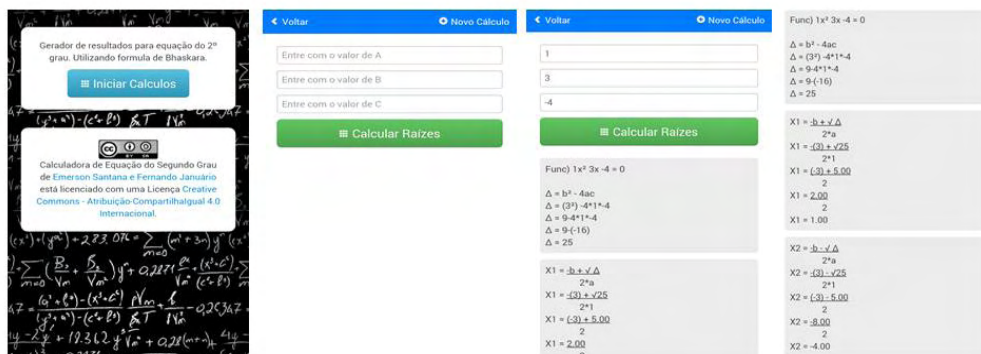 Gerador de resultados para equação do 2º
grau. Utilizando formula de Bhaskara.
Iniciar Calculos
BY SA
Calculadora de Equação do Segundo Grau
de Emerson Santana e Fernando Januário
está licenciado com uma Licença Creative
Commons - Atribuição-CompartilhaIgual 4.0
Internacional.
Voltar
Novo Cálculo
Entre com o valor de A
Entre com o valor de B
Entre com o valor de C
Calcular Raízes
Voltar
Novo Cálculo
1
3
-4
Calcular Raízes
Func) 1x² 3x -4 = 0
Δ = b² - 4ac
Δ = (3²) -4*1*-4
Δ = 9-4*1*-4
Δ = 9-(-16)
Δ = 25
X1 = -b + √ Δ
2*a
X1 = -(3) + √25
2*1
X1 = (-3) + 5.00
2
X1 = 2.00
Func) 1x² 3x -4 = 0
Δ = b² - 4ac
Δ = (3²) -4*1*-4
Δ = 9-4*1*-4
Δ = 9-(-16)
Δ = 25
X1 = -b + √ Δ
2*a
X1 = -(3) + √25
2*1
X1 = (-3) + 5.00
2
X1 = 2.00
2
X1 = 1.00
X2 = -b - √ Δ
2*a
X2 = -(3) - √25
2*1
X2 = (-3) - 5.00
2
X2 = -8.00
2
X2 = -4.00